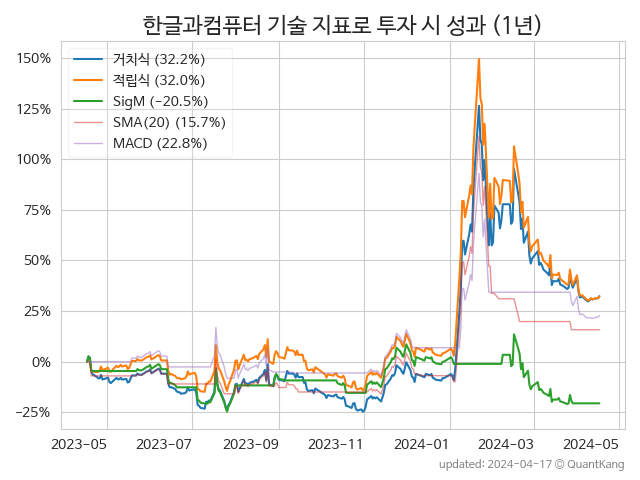 한글과컴퓨터 기술 지표로 투자 시 성과 (1년)
150%
125%
100%
75%
50%
25%
0%
−25%
거치식 (32.2%)
적립식 (32.0%)
SigM (-20.5%)
SMA(20) (15.7%)
MACD (22.8%)
2023-05 2023-07 2023-09 2023-11 2024-01 2024-03 2024-05
updated: 2024-04-17 © QuantKang